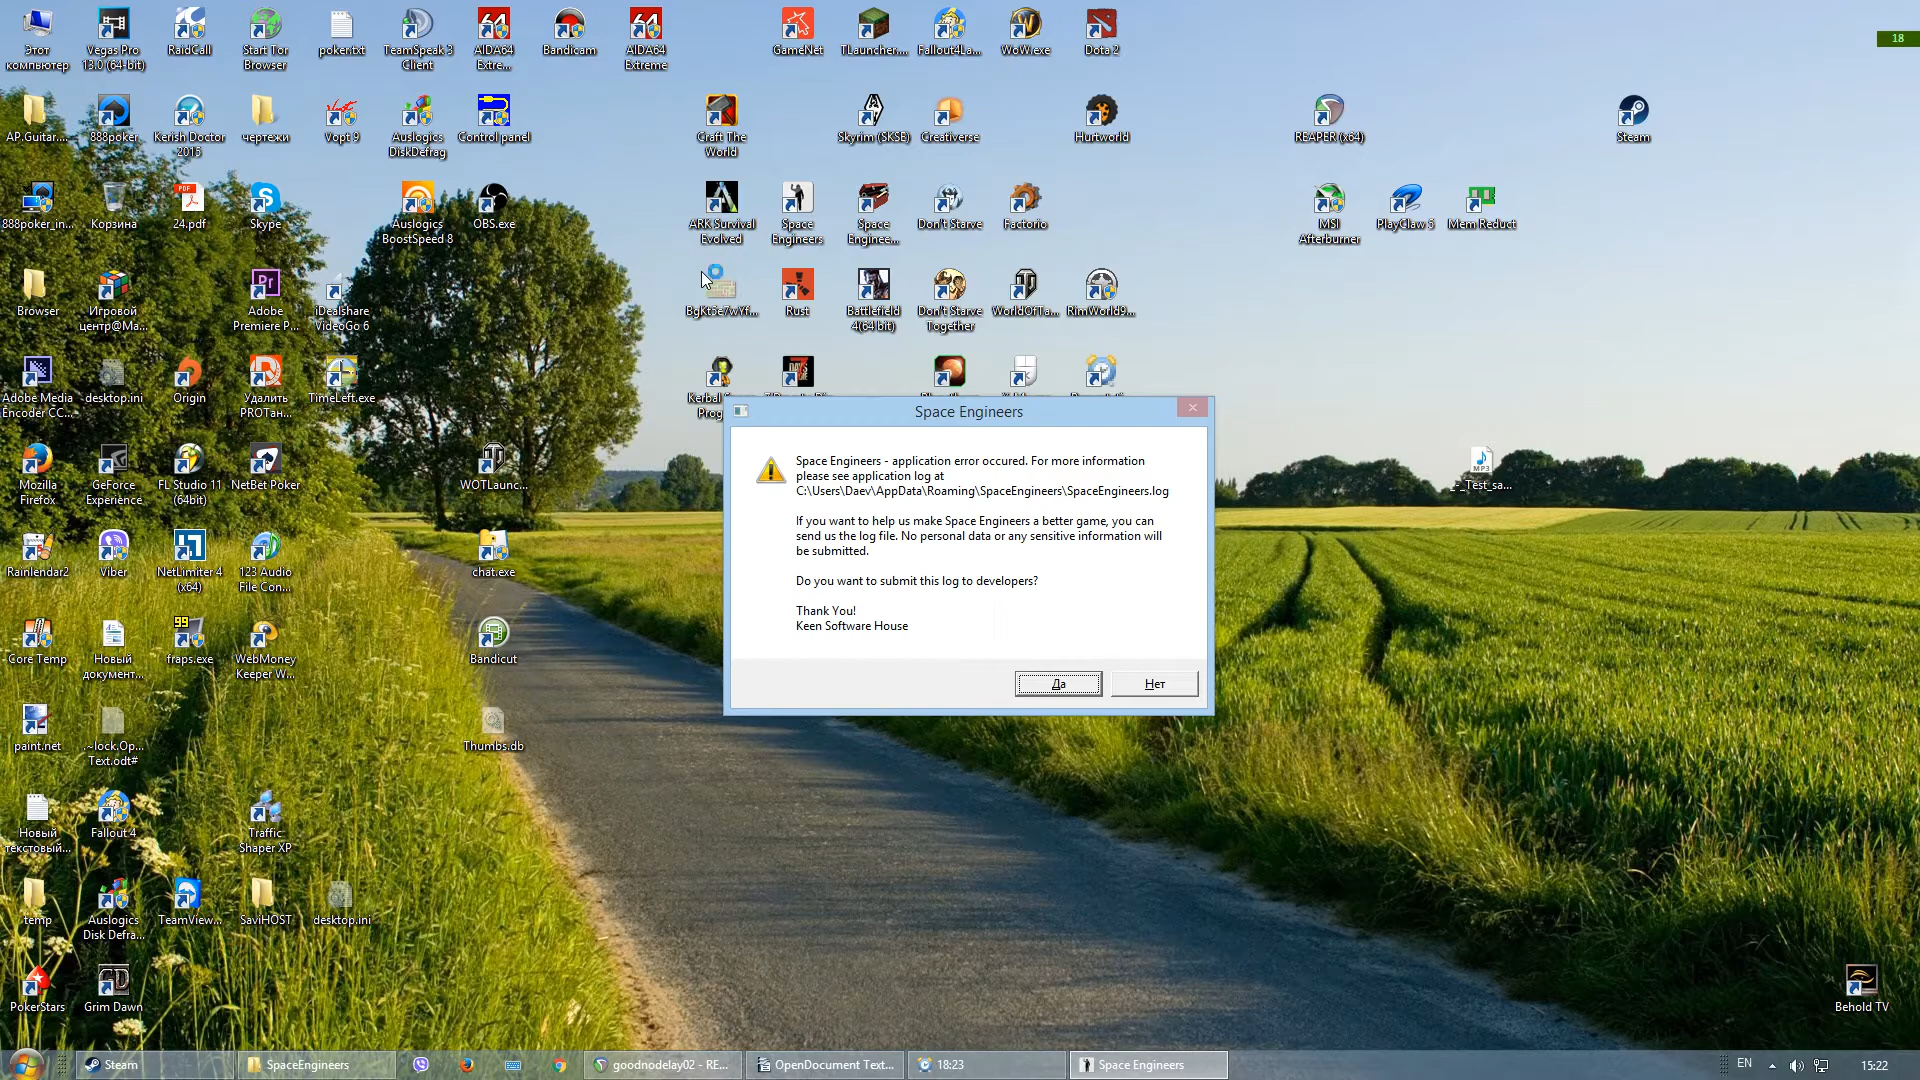 Этот
компьютер
Vegas Pro
13.0 (64-bit)
RaidCall
Start Tor
Browser
poker.txt
TeamSpeak 3
Client
AIDA64
Extre...
Bandicam
AIDA64
Extreme
GameNet
TLauncher....
Fallout4La...
WoW.exe
Dota 2
18
AP.Guitar....
888poker
Kerish Doctor
2015
чертежи
Vopt 9
Auslogics
DiskDefrag
Control panel
Craft The
World
Skyrim (SKSE)
Creativerse
Hurtworld
REAPER (x64)
Steam
888poker_in...
Корзина
24.pdf
Skype
Auslogics
BoostSpeed 8
OBS.exe
ARK Survival
Evolved
Space
Engineers
Space
Enginee...
Don't Starve
Factorio
MSI
Afterburner
PlayClaw 5
Mem Reduct
Browser
Игровой
центр@Ma...
Adobe
Premiere P...
iDealshare
VideoGo 6
BgKt5e7wYf...
Rust
Battlefield
4(64 bit)
Don't Starve
Together
WorldOfTa...
RimWorld9...
Adobe Media
Encoder CC...
desktop.ini
Origin
Удалить
PROТан...
TimeLeft.exe
Mozilla
Firefox
GeForce
Experience
FL Studio 11
(64bit)
NetBet Poker
WOTLaunc...
Space Engineers
Space Engineers - application error occured. For more information
please see application log at
C:\Users\Daev\AppData\Roaming\SpaceEngineers\SpaceEngineers.log
If you want to help us make Space Engineers a better game, you can
send us the log file. No personal data or any sensitive information will
be submitted.
Do you want to submit this log to developers?
Thank You!
Keen Software House
Да
Нет
Rainlendar2
Viber
NetLimiter 4
(x64)
123 Audio
File Con...
chat.exe
Core Temp
Новый
документ...
fraps.exe
WebMoney
Keeper W...
Bandicut
paint.net
.~lock.Op...
Text.odt#
Thumbs.db
Новый
текстовый...
Fallout 4
Traffic
Shaper XP
temp
Auslogics
Disk Defra...
TeamView...
SaviHOST
desktop.ini
PokerStars
Grim Dawn
Behold TV
Steam
SpaceEngineers
goodnodelay02 - RE...
OpenDocument Text...
18:23
Space Engineers
EN
15:22